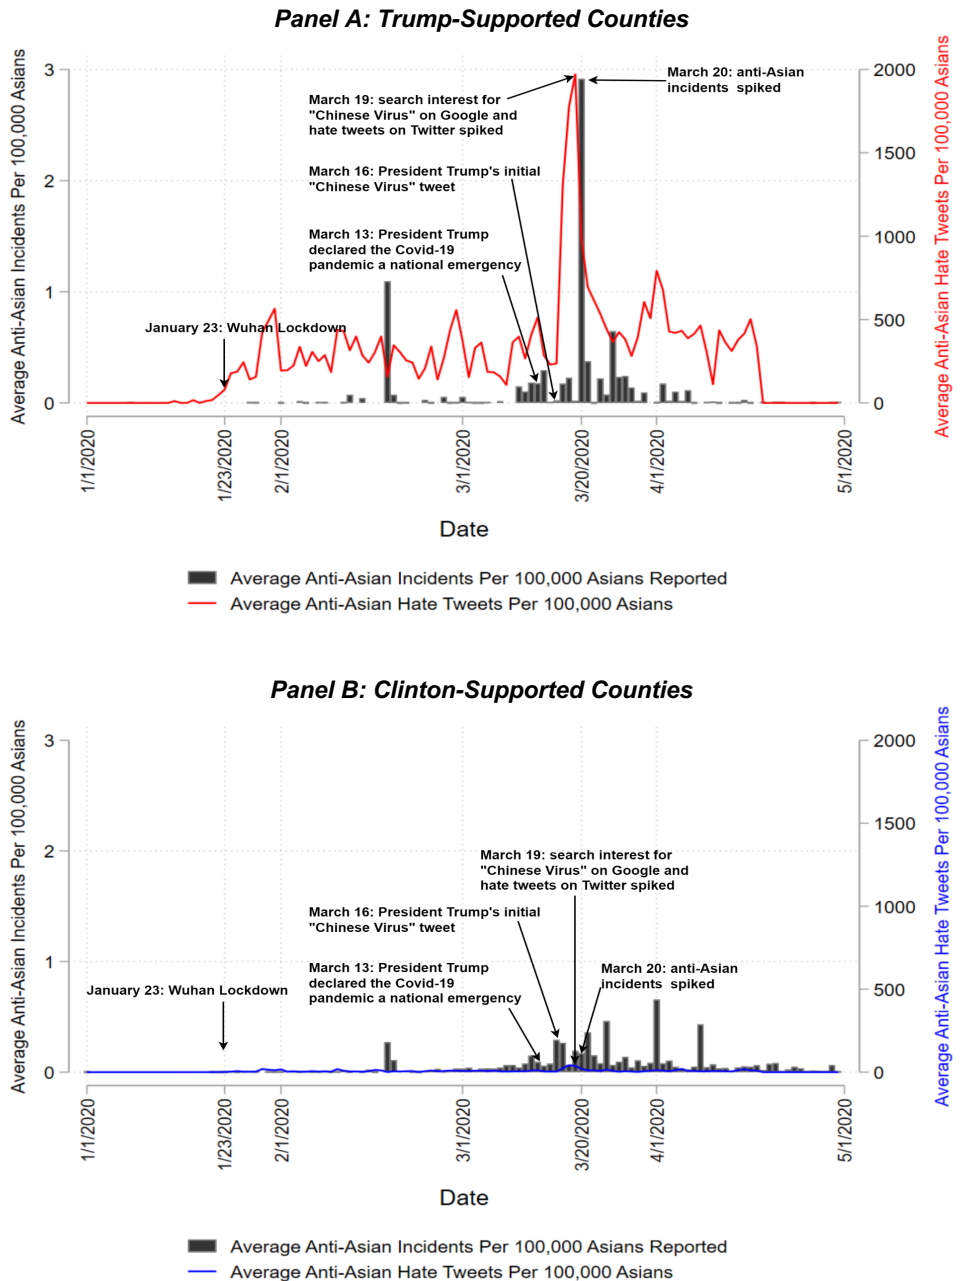 Panel A: Trump-Supported Counties
Average Anti-Asian Incidents Per 100,000 Asians
Average Anti-Asian Hate Tweets Per 100,000 Asians
3
2
1
0
2000
1500
1000
500
0
March 20: anti-Asian
incidents  spiked
March 19: search interest for
"Chinese Virus" on Google and
hate tweets on Twitter spiked
March 16: President Trump's initial
"Chinese Virus" tweet
March 13: President Trump
declared the Covid-19
pandemic a national emergency
January 23: Wuhan Lockdown
1/1/2020
1/23/2020
2/1/2020
3/1/2020
3/20/2020
4/1/2020
5/1/2020
Date
Average Anti-Asian Incidents Per 100,000 Asians Reported
Average Anti-Asian Hate Tweets Per 100,000 Asians
Panel B: Clinton-Supported Counties
Average Anti-Asian Incidents Per 100,000 Asians
Average Anti-Asian Hate Tweets Per 100,000 Asians
3
2
1
0
2000
1500
1000
500
0
March 19: search interest for
"Chinese Virus" on Google and
hate tweets on Twitter spiked
March 16: President Trump's initial
"Chinese Virus" tweet
March 13: President Trump
declared the Covid-19
pandemic a national emergency
March 20: anti-Asian
incidents  spiked
January 23: Wuhan Lockdown
1/1/2020
1/23/2020
2/1/2020
3/1/2020
3/20/2020
4/1/2020
5/1/2020
Date
Average Anti-Asian Incidents Per 100,000 Asians Reported
Average Anti-Asian Hate Tweets Per 100,000 Asians